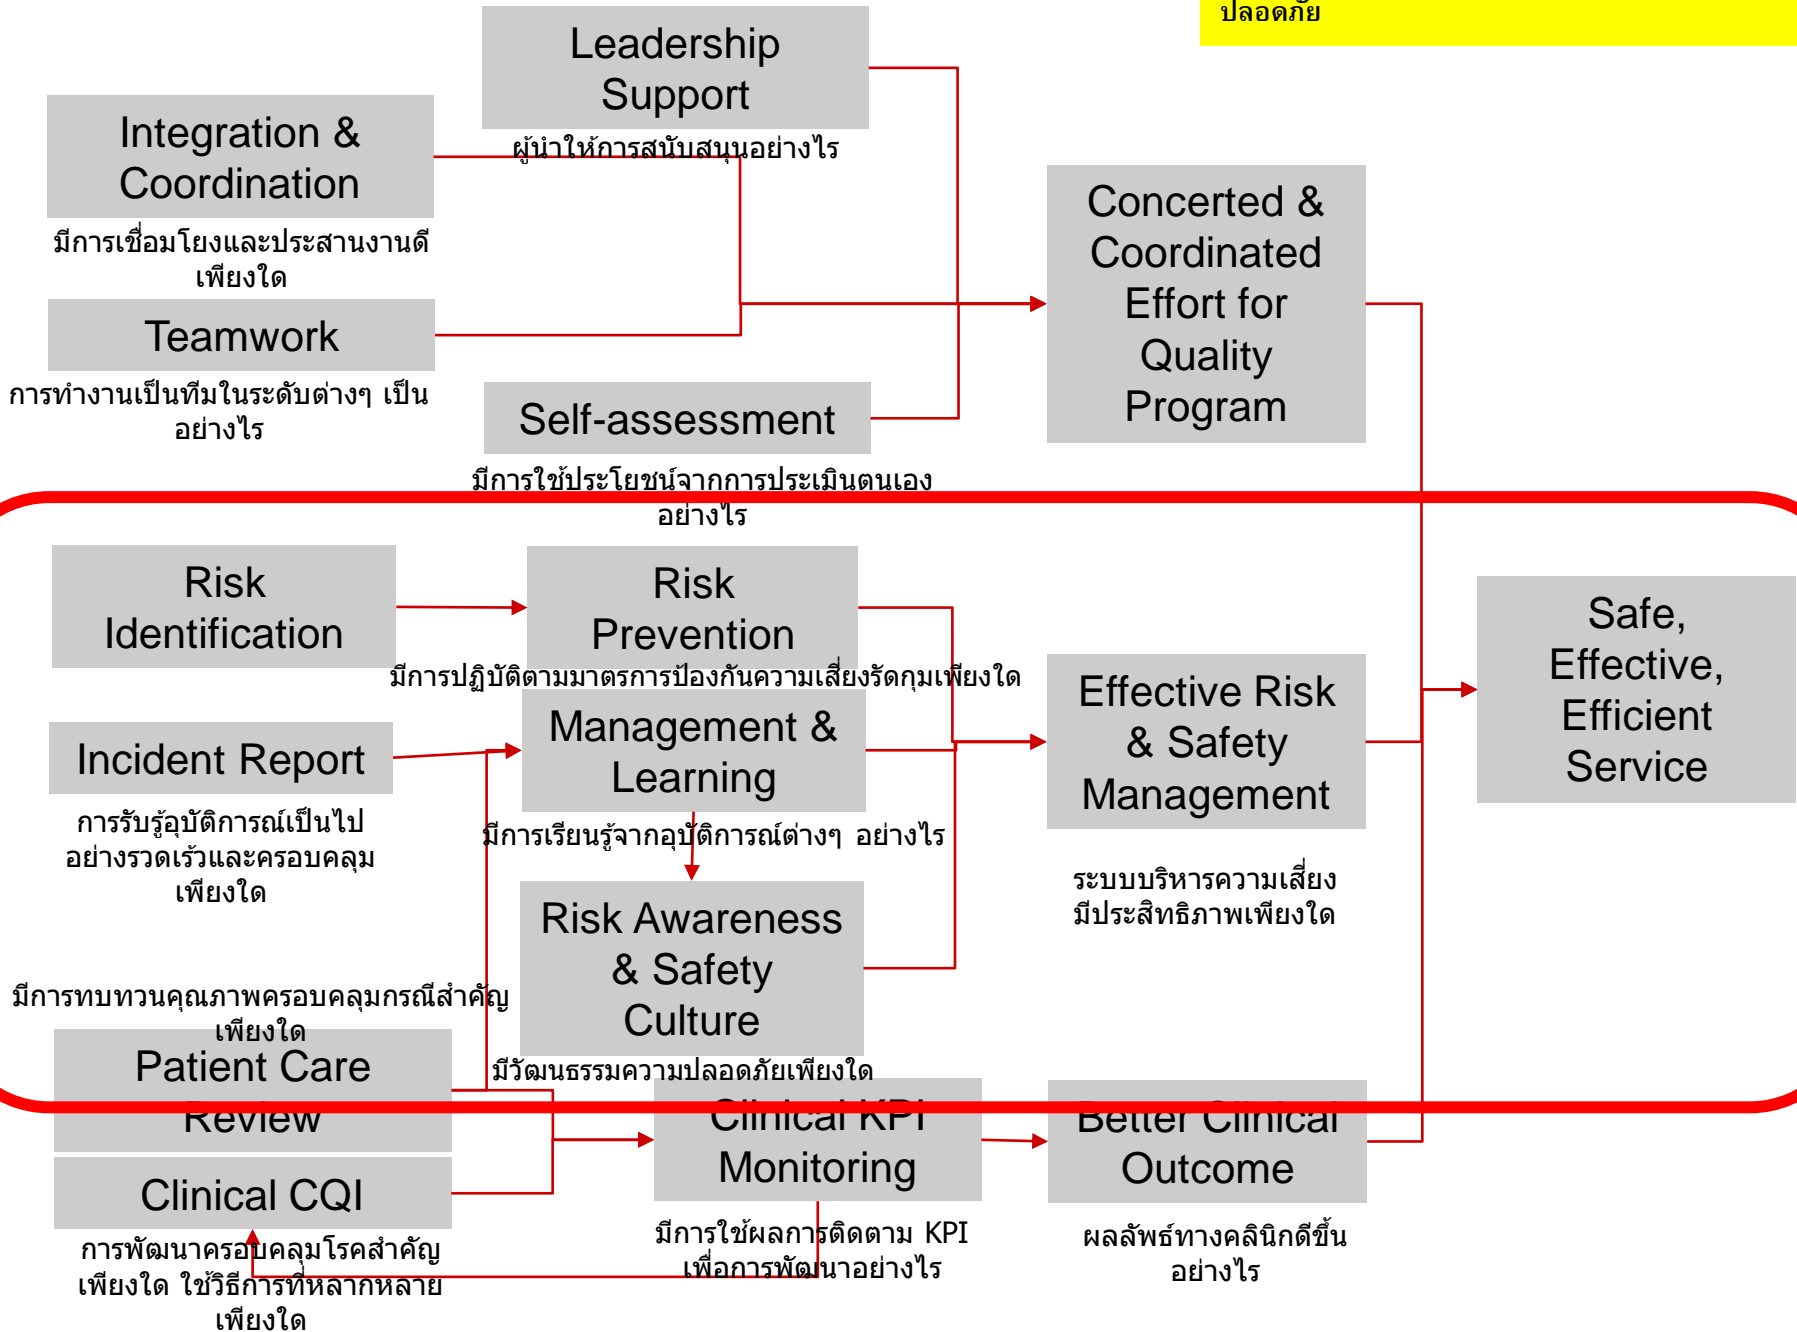 ปลอดภัย
Leadership
Support
ผู้นำให้การสนับสนุนอย่างไร
Integration &
Coordination
มีการเชื่อมโยงและประสานงานดี
เพียงใด
Teamwork
การทำงานเป็นทีมในระดับต่างๆ เป็น
อย่างไร
Self-assessment
มีการใช้ประโยชน์จากการประเมินตนเอง
อย่างไร
Concerted &
Coordinated
Effort for
Quality
Program
Risk
Identification
Risk
Prevention
มีการปฏิบัติตามมาตรการป้องกันความเสี่ยงรัดกุมเพียงใด
Incident Report
การรับรู้อุบัติการณ์เป็นไป
อย่างรวดเร็วและครอบคลุม
เพียงใด
Management &
Learning
มีการเรียนรู้จากอุบัติการณ์ต่างๆ อย่างไร
Risk Awareness
& Safety
Culture
มีวัฒนธรรมความปลอดภัยเพียงใด
Effective Risk
& Safety
Management
ระบบบริหารความเสี่ยง
มีประสิทธิภาพเพียงใด
Safe,
Effective,
Efficient
Service
มีการทบทวนคุณภาพครอบคลุมกรณีสำคัญ
เพียงใด
Patient Care
Review
Clinical CQI
การพัฒนาครอบคลุมโรคสำคัญ
เพียงใด ใช้วิธีการที่หลากหลาย
เพียงใด
Clinical KPI
Monitoring
มีการใช้ผลการติดตาม KPI
เพื่อการพัฒนาอย่างไร
Better Clinical
Outcome
ผลลัพธ์ทางคลินิกดีขึ้น
อย่างไร